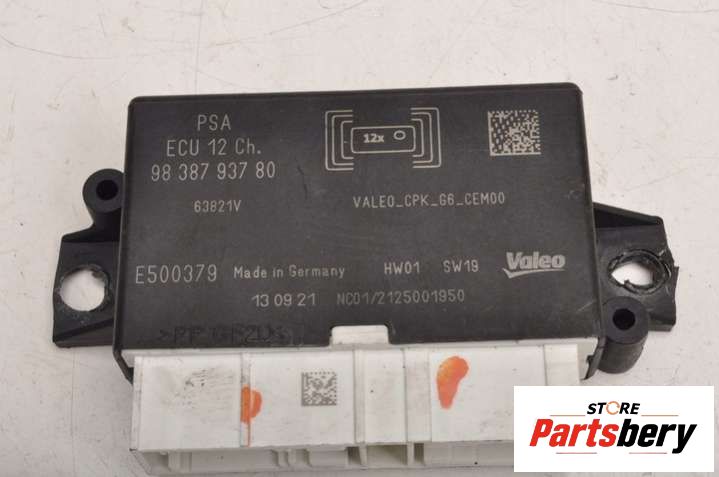 PSA
ECU 12 Ch.
98 387 937 80
63821V
12x
VALEO_CPK_G6_CEM00
E500379 Made in Germany HW01 SW19 Valeo
13 09 21 NC01/2125001950
STORE
Partsbery